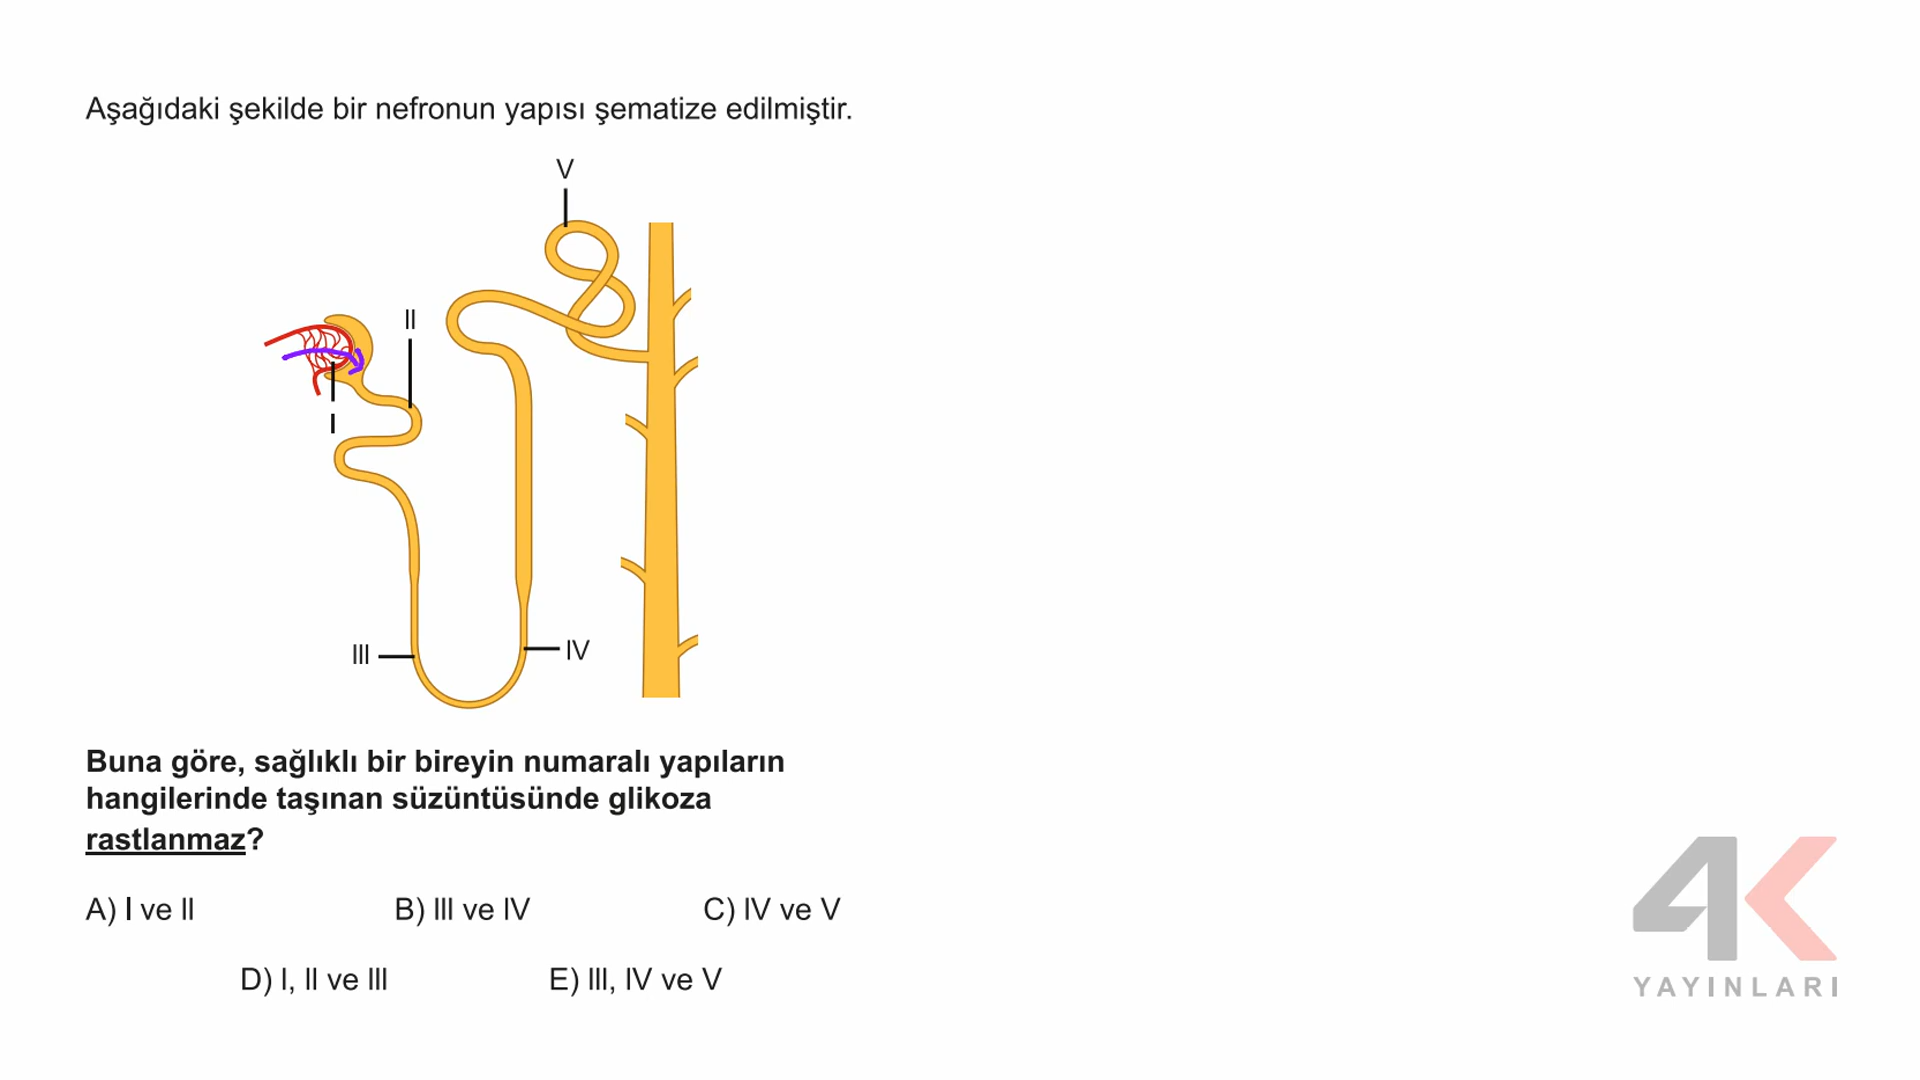 Aşağıdaki şekilde bir nefronun yapısı şematize edilmiştir.
V
II
I
III
IV
Buna göre, sağlıklı bir bireyin numaralı yapıların
hangilerinde taşınan süzüntüsünde glikoza
rastlanmaz?
A) I ve II
B) III ve IV
C) IV ve V
D) I, II ve III
E) III, IV ve V
4K
YAYINLARI